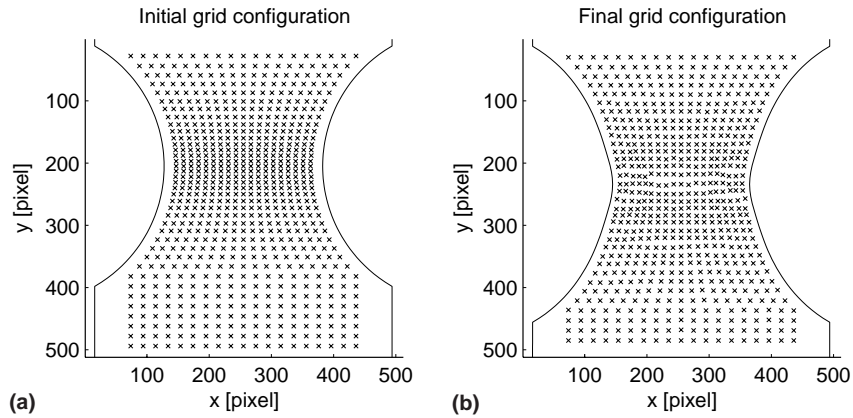 Initial grid configuration
100
200
300
400
500
y [pixel]
100 200 300 400 500
x [pixel]
(a)
Final grid configuration
100
200
300
400
500
y [pixel]
100 200 300 400 500
x [pixel]
(b)